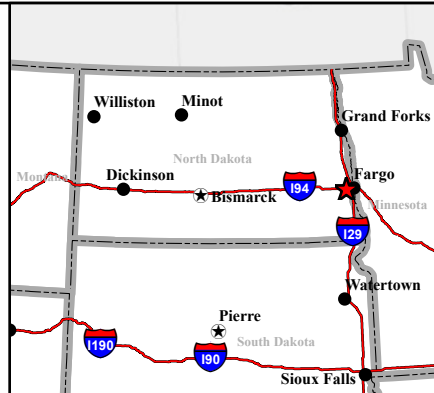 Williston
Minot
Grand Forks
North Dakota
Montana
Dickinson
Fargo
I94
Bismarck
Minnesota
I29
Watertown
Pierre
South Dakota
I190
I90
Sioux Falls